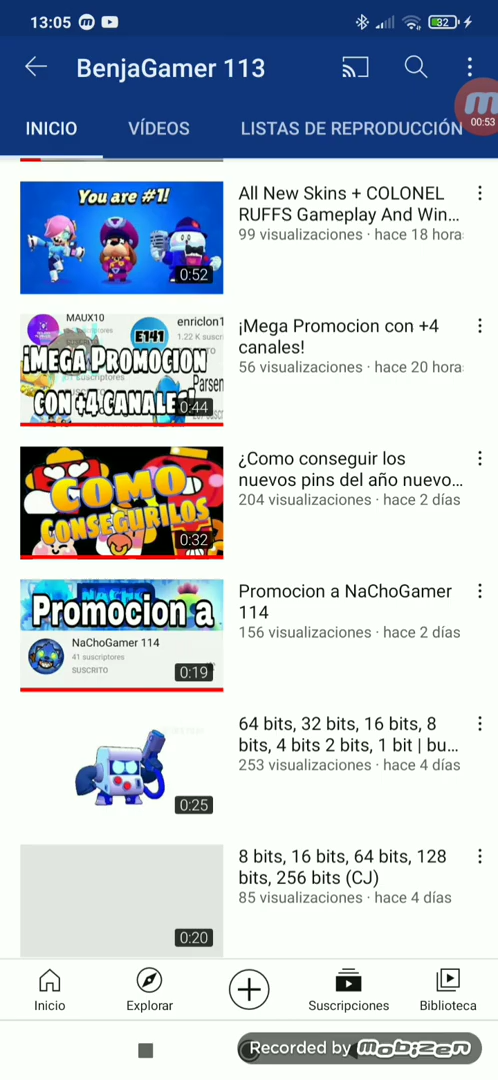 13:05
32
BenjaGamer 113
00:53
INICIO
VÍDEOS
LISTAS DE REPRODUCCIÓN
You are #1!
0:52
All New Skins + COLONEL
RUFFS Gameplay And Win...
99 visualizaciones · hace 18 hora
MAUX10
enriclon1
E141
1.22 K suscr
¡MEGA PROMOCION
suscriptores
Parsen
CON +4 CANALES!
0:44
¡Mega Promocion con +4
canales!
56 visualizaciones · hace 20 hora
COMO
CONSEGUIRLOS
0:32
¿Como conseguir los
nuevos pins del año nuevo...
204 visualizaciones · hace 2 días
Promocion a
NaChoGamer 114
41 suscriptores
SUSCRITO
0:19
Promocion a NaChoGamer
114
156 visualizaciones · hace 2 días
0:25
64 bits, 32 bits, 16 bits, 8
bits, 4 bits 2 bits, 1 bit | bu...
253 visualizaciones · hace 4 días
0:20
8 bits, 16 bits, 64 bits, 128
bits, 256 bits (CJ)
85 visualizaciones · hace 4 días
Inicio
Explorar
Suscripciones
Biblioteca
Recorded by mobizen